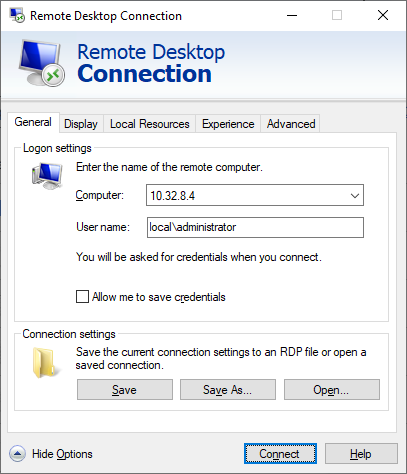 Remote Desktop Connection
Remote Desktop
Connection
General Display Local Resources Experience Advanced
Logon settings
Enter the name of the remote computer.
Computer: 10.32.8.4
User name: local\administrator
You will be asked for credentials when you connect.
Allow me to save credentials
Connection settings
Save the current connection settings to an RDP file or open a
saved connection.
Save Save As... Open...
Hide Options Connect Help